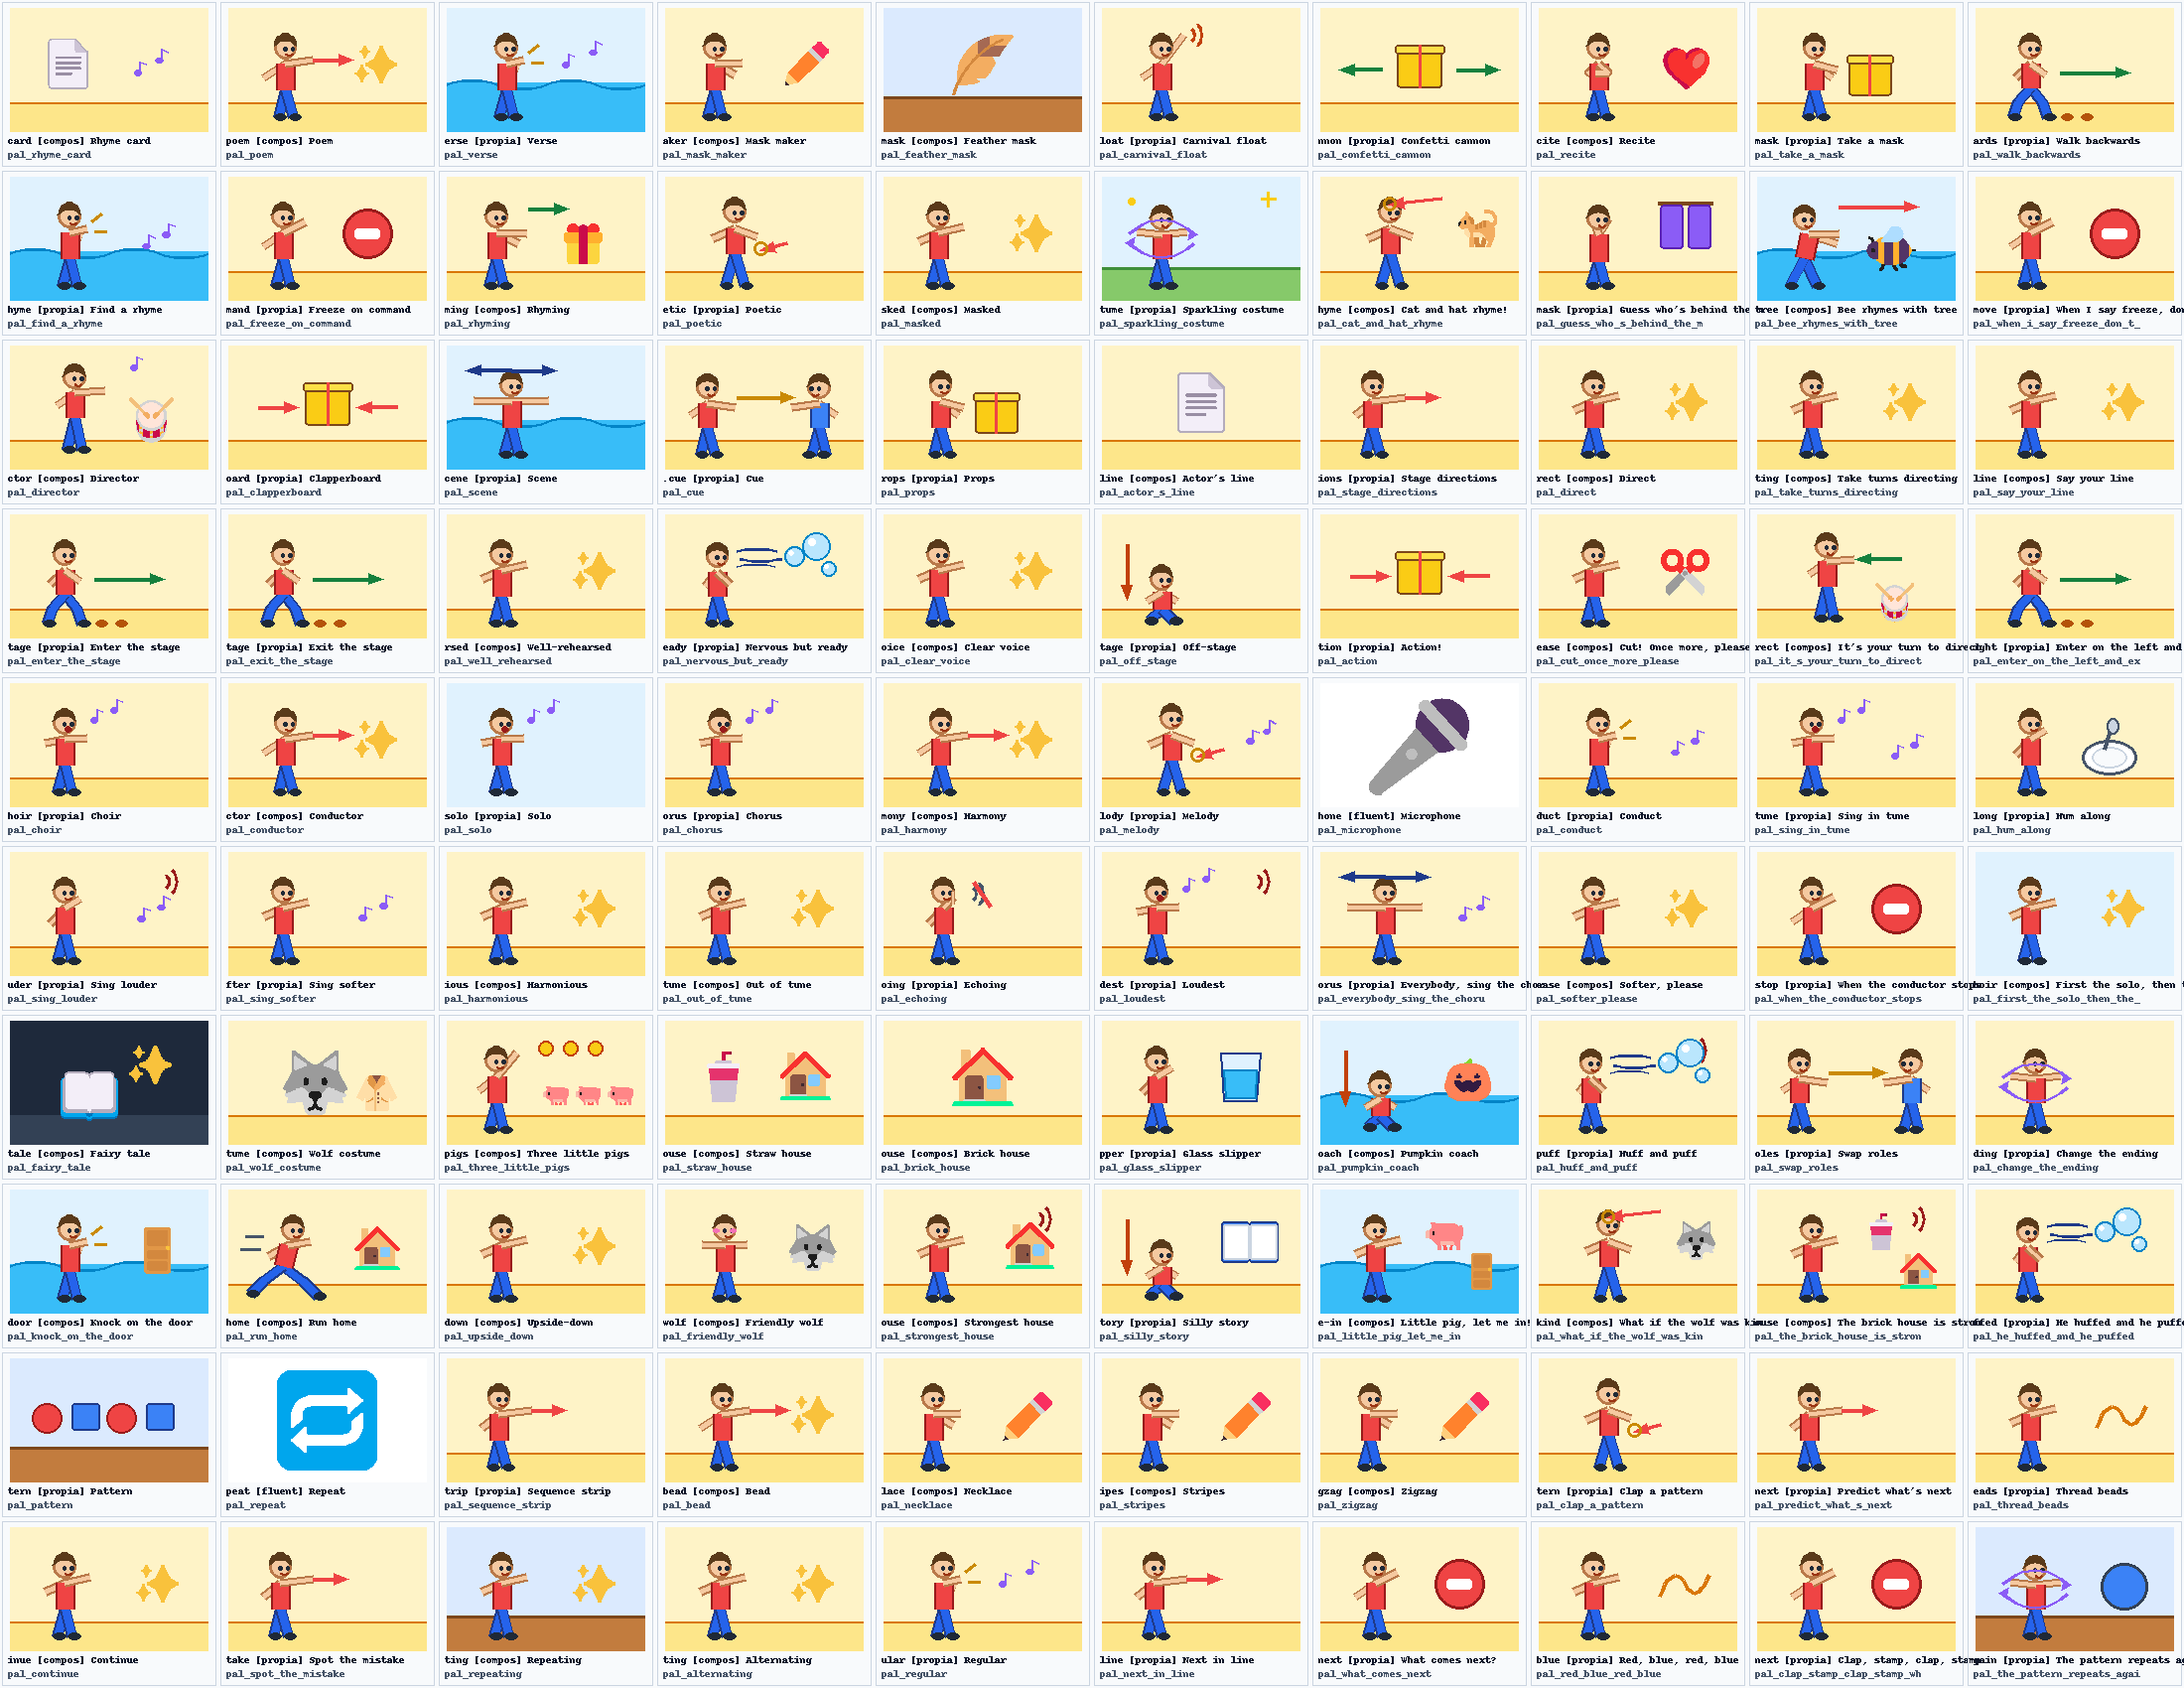 card [compos] Rhyme card
pal_rhyme_card
poem [compos] Poem
pal_poem
erse [propia] Verse
pal_verse
aker [compos] Mask maker
pal_mask_maker
mask [compos] Feather mask
pal_feather_mask
loat [propia] Carnival float
pal_carnival_float
nnon [propia] Confetti cannon
pal_confetti_cannon
cite [compos] Recite
pal_recite
mask [propia] Take a mask
pal_take_a_mask
ards [propia] Walk backwards
pal_walk_backwards
hyme [propia] Find a rhyme
pal_find_a_rhyme
mand [propia] Freeze on command
pal_freeze_on_command
ming [compos] Rhyming
pal_rhyming
etic [propia] Poetic
pal_poetic
sked [compos] Masked
pal_masked
tume [propia] Sparkling costume
pal_sparkling_costume
hyme [compos] Cat and hat rhyme!
pal_cat_and_hat_rhyme
mask [propia] Guess who's behind the
pal_guess_who_s_behind_the_m
tree [compos] Bee rhymes with tree
pal_bee_rhymes_with_tree
move [propia] When I say freeze, don
pal_when_i_say_freeze_don_t_
ctor [compos] Director
pal_director
oard [propia] Clapperboard
pal_clapperboard
cene [propia] Scene
pal_scene
.cue [propia] Cue
pal_cue
rops [propia] Props
pal_props
line [compos] Actor's line
pal_actor_s_line
ions [propia] Stage directions
pal_stage_directions
rect [compos] Direct
pal_direct
ting [compos] Take turns directing
pal_take_turns_directing
line [compos] Say your line
pal_say_your_line
tage [propia] Enter the stage
pal_enter_the_stage
tage [propia] Exit the stage
pal_exit_the_stage
rsed [compos] Well-rehearsed
pal_well_rehearsed
eady [propia] Nervous but ready
pal_nervous_but_ready
oice [compos] Clear voice
pal_clear_voice
tage [propia] Off-stage
pal_off_stage
tion [propia] Action!
pal_action
ease [compos] Cut! Once more, please
pal_cut_once_more_please
rect [compos] It's your turn to direct
pal_it_s_your_turn_to_direct
ight [propia] Enter on the left and
pal_enter_on_the_left_and_ex
hoir [propia] Choir
pal_choir
ctor [compos] Conductor
pal_conductor
solo [propia] Solo
pal_solo
orus [propia] Chorus
pal_chorus
mony [compos] Harmony
pal_harmony
lody [propia] Melody
pal_melody
hone [fluent] Microphone
pal_microphone
duct [propia] Conduct
pal_conduct
tune [propia] Sing in tune
pal_sing_in_tune
long [propia] Hum along
pal_hum_along
uder [propia] Sing louder
pal_sing_louder
fter [propia] Sing softer
pal_sing_softer
ious [compos] Harmonious
pal_harmonious
tune [compos] Out of tune
pal_out_of_tune
oing [propia] Echoing
pal_echoing
dest [propia] Loudest
pal_loudest
orus [propia] Everybody, sing the cho
pal_everybody_sing_the_choru
ease [compos] Softer, please
pal_softer_please
stop [propia] When the conductor stops
pal_when_the_conductor_stops
hoir [compos] First the solo, then t
pal_first_the_solo_then_the_
tale [compos] Fairy tale
pal_fairy_tale
tume [compos] Wolf costume
pal_wolf_costume
pigs [compos] Three little pigs
pal_three_little_pigs
ouse [compos] Straw house
pal_straw_house
ouse [compos] Brick house
pal_brick_house
pper [propia] Glass slipper
pal_glass_slipper
oach [compos] Pumpkin coach
pal_pumpkin_coach
puff [propia] Huff and puff
pal_huff_and_puff
oles [propia] Swap roles
pal_swap_roles
ding [propia] Change the ending
pal_change_the_ending
door [compos] Knock on the door
pal_knock_on_the_door
home [compos] Run home
pal_run_home
down [compos] Upside-down
pal_upside_down
wolf [compos] Friendly wolf
pal_friendly_wolf
ouse [compos] Strongest house
pal_strongest_house
tory [propia] Silly story
pal_silly_story
e-in [compos] Little pig, let me in!
pal_little_pig_let_me_in
kind [compos] What if the wolf was kin
pal_what_if_the_wolf_was_kin
ouse [compos] The brick house is stron
pal_the_brick_house_is_stron
ffed [propia] He huffed and he puffe
pal_he_huffed_and_he_puffed
tern [propia] Pattern
pal_pattern
peat [fluent] Repeat
pal_repeat
trip [propia] Sequence strip
pal_sequence_strip
bead [compos] Bead
pal_bead
lace [compos] Necklace
pal_necklace
ipes [compos] Stripes
pal_stripes
gzag [compos] Zigzag
pal_zigzag
tern [propia] Clap a pattern
pal_clap_a_pattern
next [propia] Predict what's next
pal_predict_what_s_next
eads [propia] Thread beads
pal_thread_beads
inue [compos] Continue
pal_continue
take [propia] Spot the mistake
pal_spot_the_mistake
ting [compos] Repeating
pal_repeating
ting [compos] Alternating
pal_alternating
ular [propia] Regular
pal_regular
line [propia] Next in line
pal_next_in_line
next [propia] What comes next?
pal_what_comes_next
blue [propia] Red, blue, red, blue
pal_red_blue_red_blue
next [propia] Clap, stamp, clap, stamp
pal_clap_stamp_clap_stamp_wh
gain [propia] The pattern repeats ag
pal_the_pattern_repeats_agai